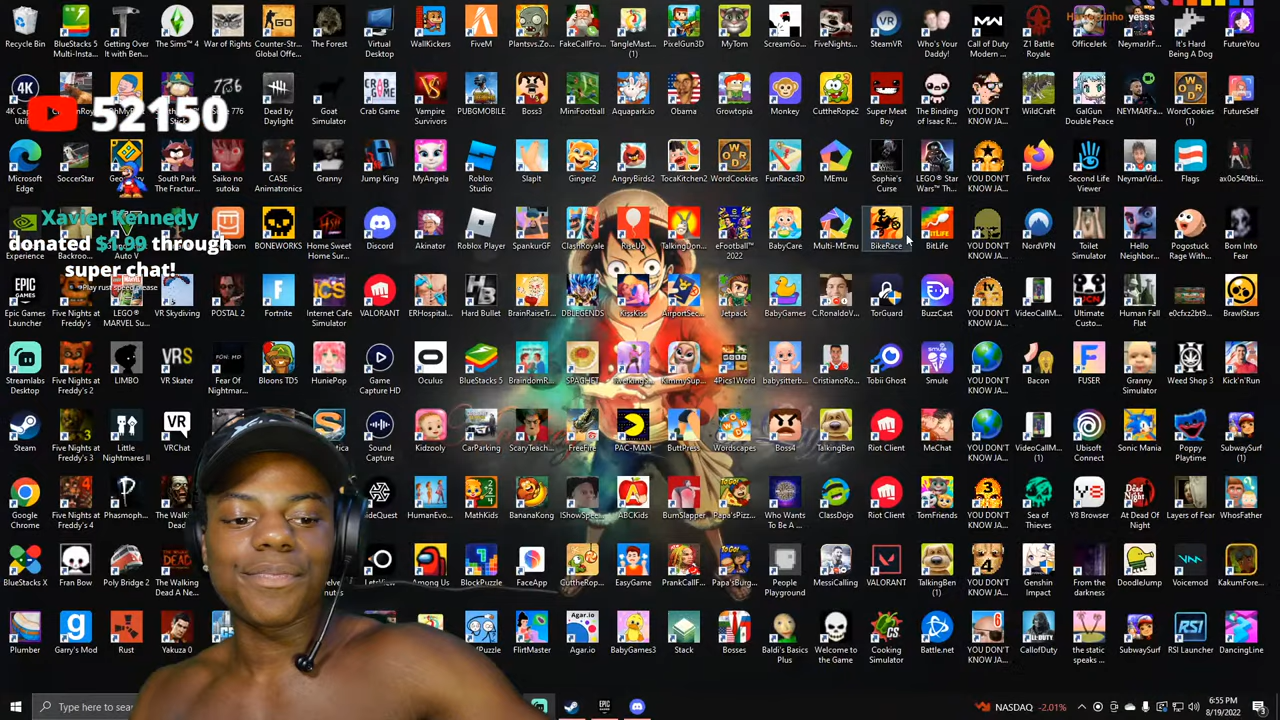 Harvezinho yesss
Recycle Bin
BlueStacks 5 Multi-Insta...
Getting Over It with Ben...
The Sims™ 4
War of Rights
Counter-Str... Global Offe...
The Forest
Virtual Desktop
WallKickers
FiveM
Plantsvs.Zo...
FakeCallFro...
TangleMast... (1)
PixelGun3D
MyTom
ScreamGo...
FiveNights...
SteamVR
Who's Your Daddy!
Call of Duty Modern ...
Z1 Battle Royale
OfficeJerk
NeymarJrF...
It's Hard Being A Dog
FutureYou
52150
Dead by Daylight
Goat Simulator
Crab Game
Vampire Survivors
PUBGMOBILE
Boss3
MiniFootball
Aquapark.io
Obama
Growtopia
Monkey
CuttheRope2
Super Meat Boy
The Binding of Isaac R...
YOU DON'T KNOW JA...
WildCraft
GalGun Double Peace
NEYMARFa...
WordCookies (1)
FutureSelf
Microsoft Edge
SoccerStar
South Park The Fractur...
Saiko no sutoka
CASE Animatronics
Granny
Jump King
MyAngela
Roblox Studio
SlapIt
Ginger2
AngryBirds2
TocaKitchen2
WordCookies
FunRace3D
MEmu
Sophie's Curse
LEGO® Star Wars™ Th...
YOU DON'T KNOW JA...
Firefox
Second Life Viewer
NeymarVid...
Flags
ax0o540tbi...
Xavier Kennedy
donated $1.99 through
super chat!
Play rust speed please
Experience
BONEWORKS
Home Sweet Home Sur...
Discord
Akinator
Roblox Player
SpankurGF
ClashRoyale
RiseUp
TalkingDon...
eFootball™ 2022
BabyCare
Multi-MEmu
BikeRace
BitLife
YOU DON'T KNOW JA...
NordVPN
Toilet Simulator
Hello Neighbor...
Pogostuck Rage With...
Born Into Fear
Epic Games Launcher
Five Nights at Freddy's
LEGO® MARVEL Su...
VR Skydiving
POSTAL 2
Fortnite
Internet Cafe Simulator
VALORANT
ERHospital...
Hard Bullet
BrainRaiseTr...
DBLEGENDS
KissKiss
AirportSec...
Jetpack
BabyGames
C.RonaldoV...
TorGuard
BuzzCast
YOU DON'T KNOW JA...
VideoCallM...
Ultimate Custo...
Human Fall Flat
e0cfxz2bt9...
BrawlStars
Streamlabs Desktop
Five Nights at Freddy's 2
LIMBO
VR Skater
Fear Of Nightmar...
Bloons TD5
HuniePop
Game Capture HD
Oculus
BlueStacks 5
BraindomR...
SPAGHET
KimmySup...
4Pics1Word
babysitterb...
CristianoRo...
Tobii Ghost
Smule
YOU DON'T KNOW JA...
Bacon
FUSER
Granny Simulator
Weed Shop 3
Kick'n'Run
Steam
Five Nights at Freddy's 3
Little Nightmares II
VRChat
Sound Capture
Kidzooly
CarParking
ScaryTeach...
FreeFire
PAC-MAN
ButtPress
Wordscapes
Boss4
TalkingBen
Riot Client
MeChat
YOU DON'T KNOW JA...
VideoCallM... (1)
Ubisoft Connect
Sonic Mania
Poppy Playtime
SubwaySurf (1)
Google Chrome
Five Nights at Freddy's 4
Phasmoph...
The Walking Dead
SideQuest
HumanEvo...
MathKids
BananaKong
IShowSpee...
ABCKids
BumSlapper
Papa'sPizz...
Who Wants To Be A ...
ClassDojo
Riot Client
TomFriends
YOU DON'T KNOW JA...
Sea of Thieves
Y8 Browser
At Dead Of Night
Layers of Fear
WhosFather
BlueStacks X
Fran Bow
Poly Bridge 2
The Walking Dead A Ne...
Among Us
BlockPuzzle
FaceApp
CuttheRop...
EasyGame
PrankCallF...
Papa'sBurg...
People Playground
MessiCalling
VALORANT
TalkingBen (1)
YOU DON'T KNOW JA...
Genshin Impact
From the darkness
DoodleJump
Voicemod
KakumFore...
Plumber
Garry's Mod
Rust
Yakuza 0
FlirtMaster
Agar.io
BabyGames3
Stack
Bosses
Baldi's Basics Plus
Welcome to the Game
Cooking Simulator
Battle.net
YOU DON'T KNOW JA...
CallofDuty
the static speaks ...
SubwaySurf
RSI Launcher
DancingLine
Type here to sear
NASDAQ -2.01%
6:55 PM
8/19/2022